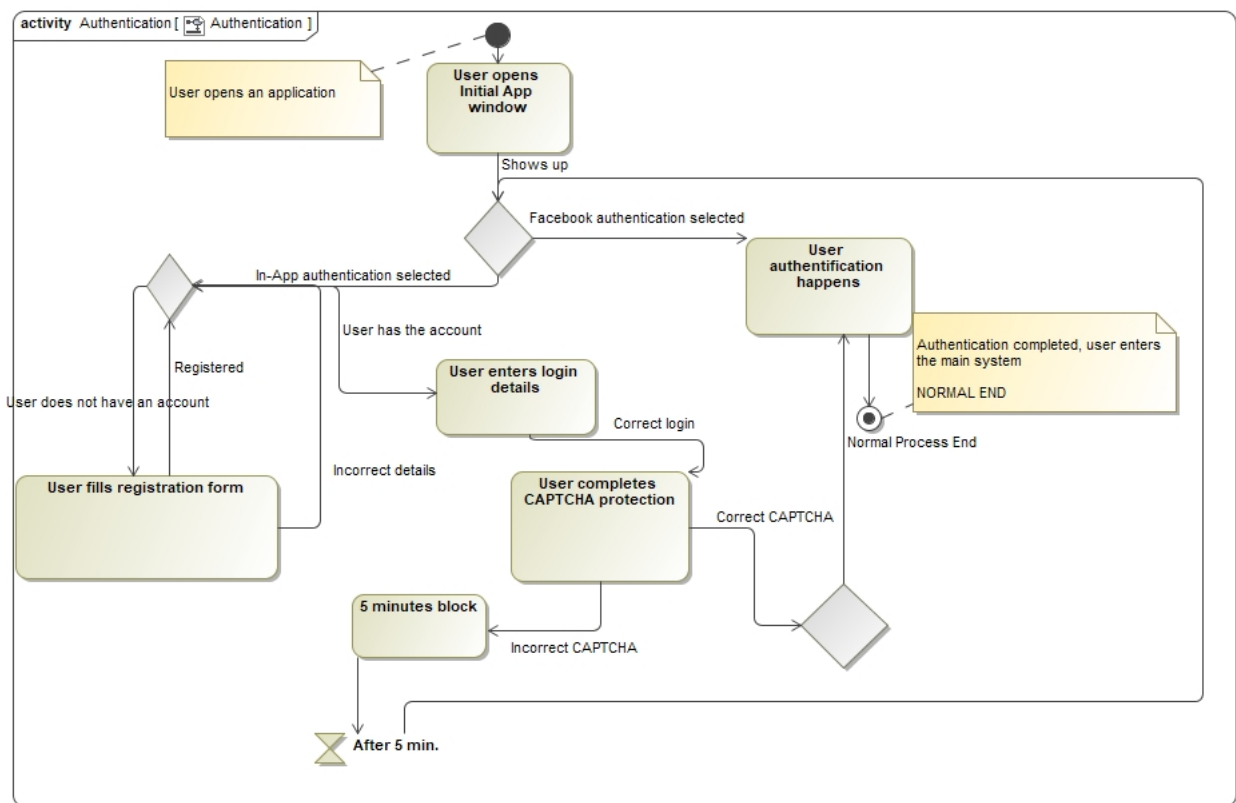 activity Authentication [ Authentication ]
User opens an application
User opens
Initial App
window
Shows up
Facebook authentication selected
User
authentification
happens
In-App authentication selected
User has the account
Authentication completed, user enters
the main system
NORMAL END
Registered
User enters login
details
User does not have an account
Correct login
Normal Process End
Incorrect details
User fills registration form
User completes
CAPTCHA protection
Correct CAPTCHA
5 minutes block
Incorrect CAPTCHA
After 5 min.